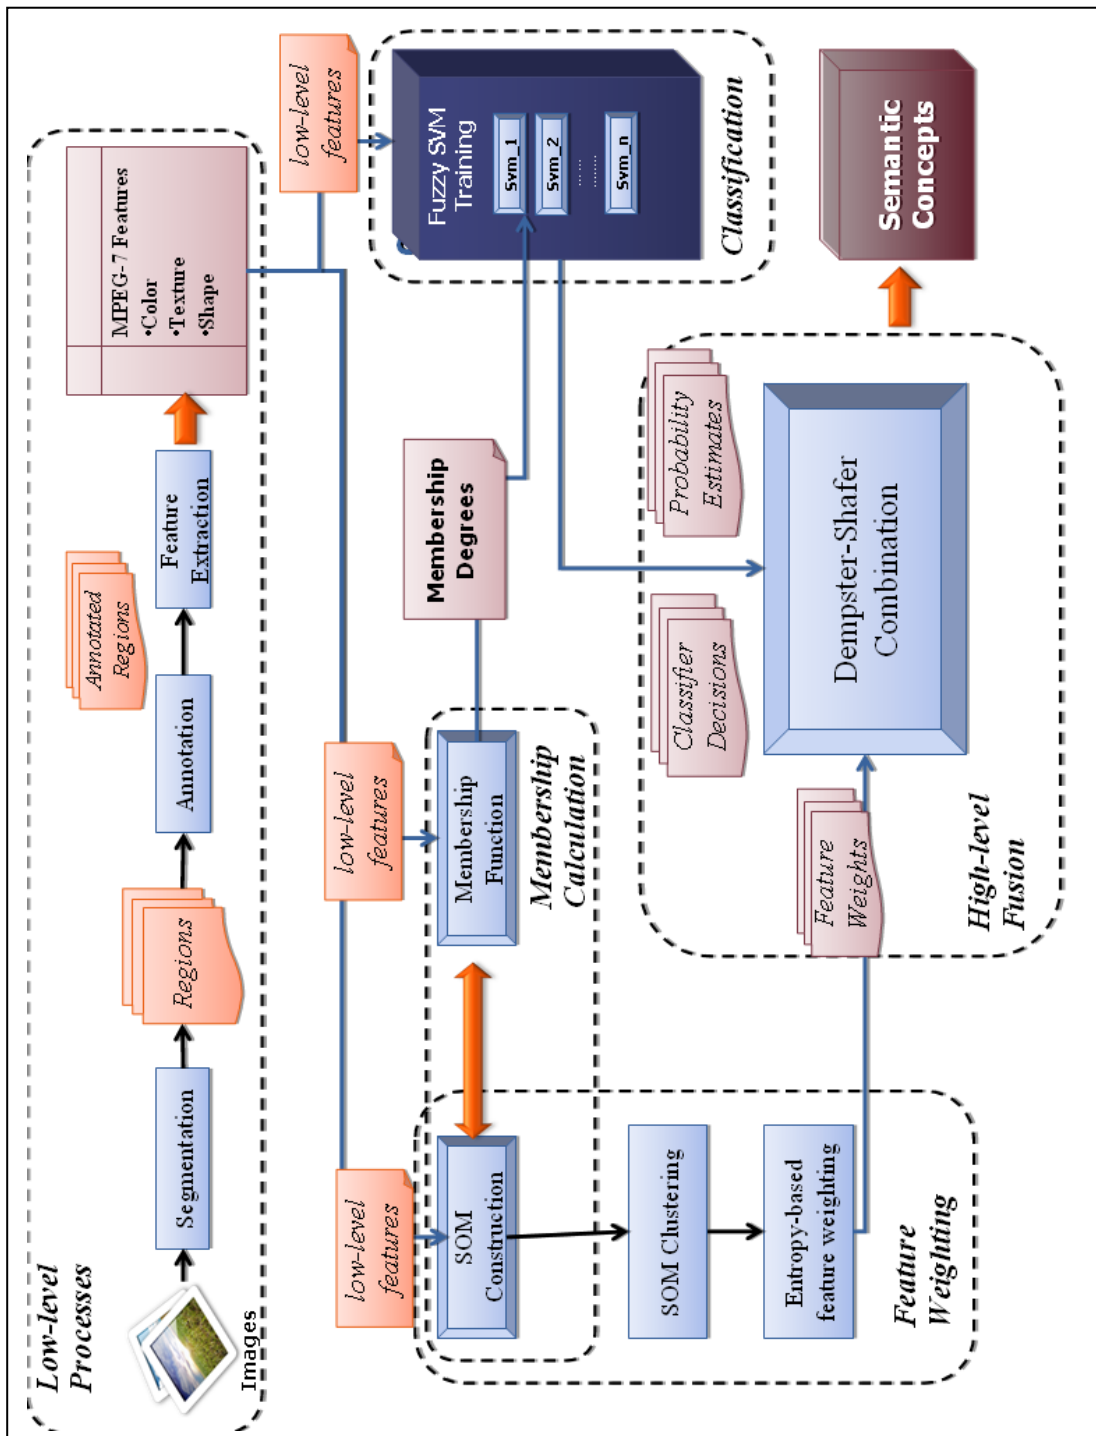 Low-level
Processes
Images
Segmentation
Regions
Annotation
Annotated
Regions
Feature
Extraction
MPEG-7 Features
•Color
•Texture
•Shape
low-level
features
low-level
features
low-level
features
SOM
Construction
Membership
Function
Membership
Calculation
Membership
Degrees
Fuzzy SVM
Training
Svm_1
Svm_2
......
........
Svm_n
Classification
SOM Clustering
Entropy-based
feature weighting
Feature
Weighting
Feature
Weights
Classifier
Decisions
Probability
Estimates
Dempster-Shafer
Combination
High-level
Fusion
Semantic
Concepts